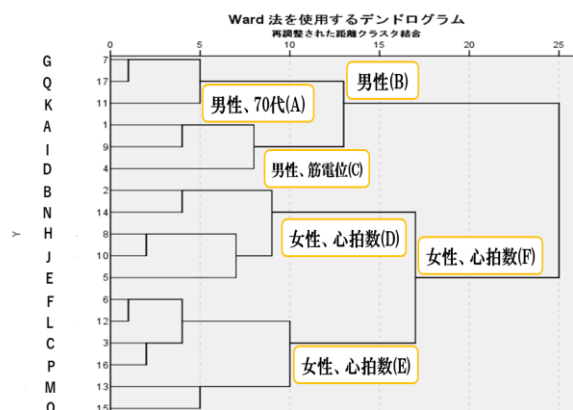 Ward 法を使用するデンドログラム
再調整された距離クラスタ結合
0 5 10 15 20 25
G 7
Q 17
K 11
A 1
I 9
D 4
B 2
N 14
H 8
J 10
E 5
F 6
L 12
C 3
P 16
M 13
O 15
Y
男性(B)
男性、70代(A)
男性、筋電位(C)
女性、心拍数(D)
女性、心拍数(F)
女性、心拍数(E)